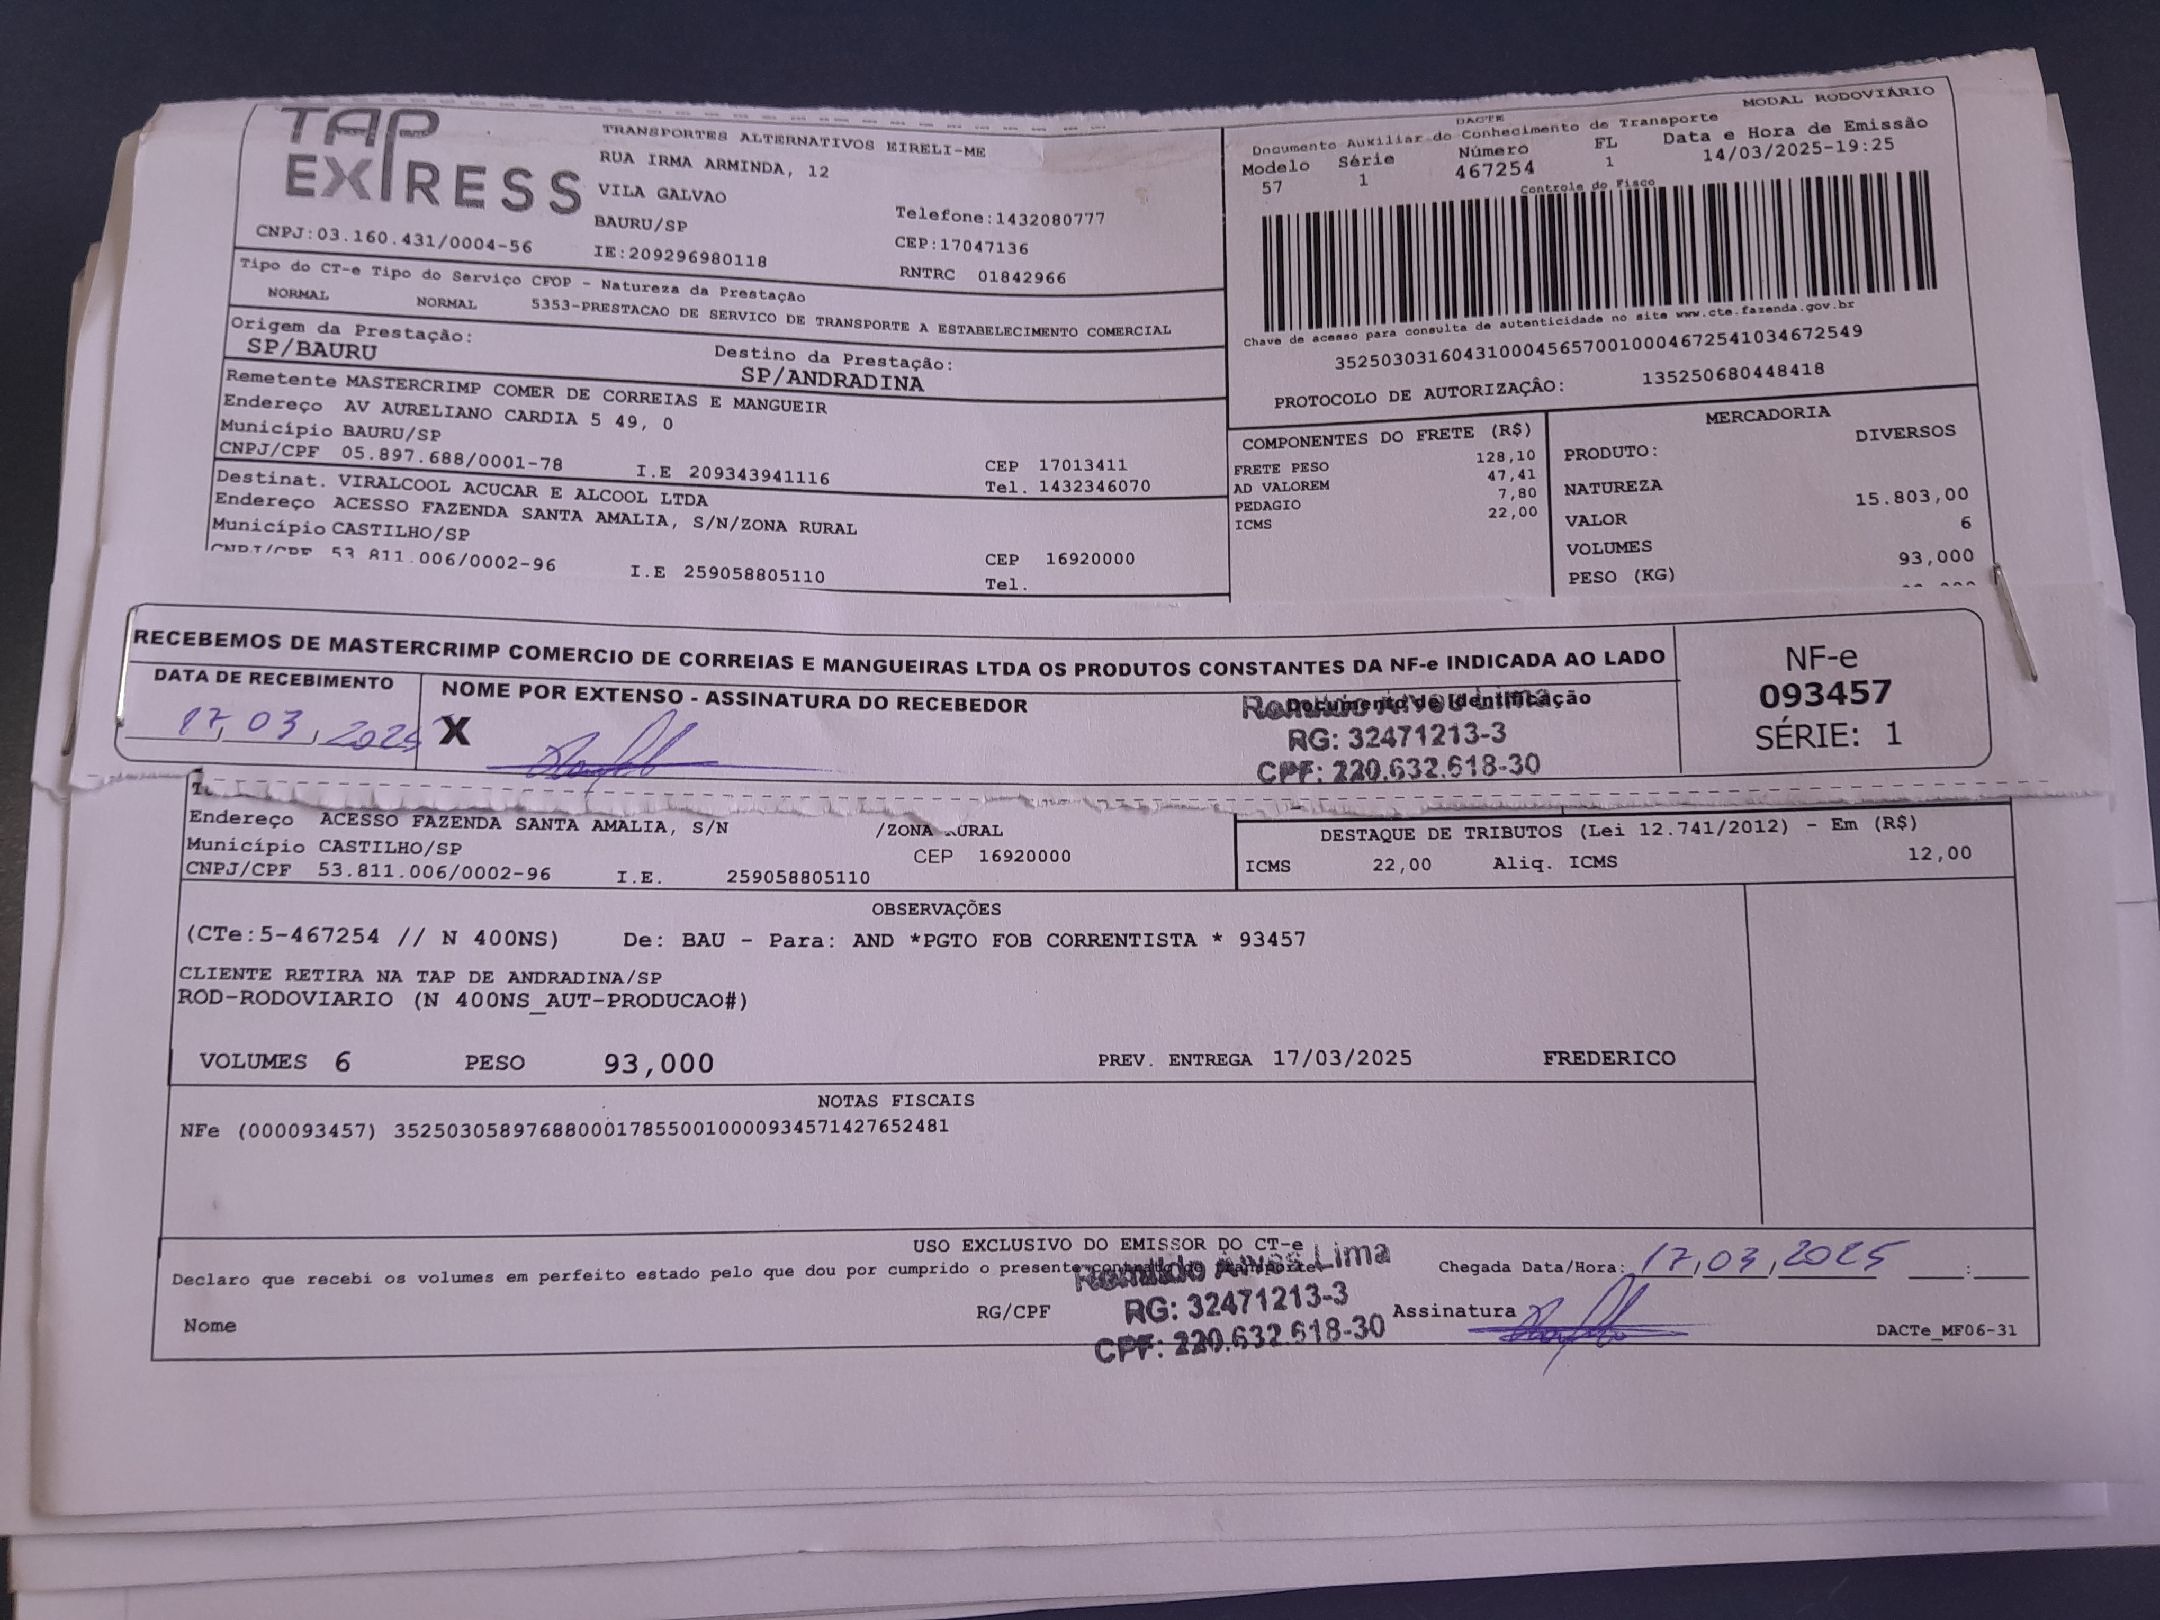 TAP
EXPRESS
TRANSPORTES ALTERNATIVOS EIRELI-ME
RUA IRMA ARMINDA, 12
VILA GALVAO
BAURU/SP
Telefone:1432080777
CEP:17047136
CNPJ:03.160.431/0004-56
IE:209296980118
RNTRC 01842966
Tipo do CT-e Tipo do Serviço CFOP - Natureza da Prestação
NORMAL NORMAL 5353-PRESTACAO DE SERVICO DE TRANSPORTE A ESTABELECIMENTO COMERCIAL
Origem da Prestação:
SP/BAURU
Destino da Prestação:
SP/ANDRADINA
Remetente MASTERCRIMP COMER DE CORREIAS E MANGUEIR
Endereço AV AURELIANO CARDIA 5 49, 0
Município BAURU/SP
CNPJ/CPF 05.897.688/0001-78 I.E 209343941116
CEP 17013411
Tel. 1432346070
Destinat. VIRALCOOL ACUCAR E ALCOOL LTDA
Endereço ACESSO FAZENDA SANTA AMALIA, S/N/ZONA RURAL
Município CASTILHO/SP
CNPJ/CPF 53 811.006/0002-96 I.E 259058805110
CEP 16920000
Tel.
DACTE
MODAL RODOVIÁRIO
Documento Auxiliar do Conhecimento de Transporte
Modelo Série Número FL Data e Hora de Emissão
57 1 467254 1 14/03/2025-19:25
Controle do Fisco
Chave de acesso para consulta de autenticidade no site www.cte.fazenda.gov.br
35250303160431000456570010004672541034672549
PROTOCOLO DE AUTORIZAÇÂO: 135250680448418
COMPONENTES DO FRETE (R$)
FRETE PESO 128,10
AD VALOREM 47,41
PEDAGIO 7,80
ICMS 22,00
MERCADORIA
PRODUTO: DIVERSOS
NATUREZA
VALOR 15.803,00
VOLUMES 6
PESO (KG) 93,000
RECEBEMOS DE MASTERCRIMP COMERCIO DE CORREIAS E MANGUEIRAS LTDA OS PRODUTOS CONSTANTES DA NF-e INDICADA AO LADO
DATA DE RECEBIMENTO
17,03,2025
NOME POR EXTENSO - ASSINATURA DO RECEBEDOR
X
Documento de Identificação
Ronaldo Alves Lima
RG: 32471213-3
CPF: 220.632.618-30
NF-e
093457
SÉRIE: 1
Endereço ACESSO FAZENDA SANTA AMALIA, S/N /ZONA RURAL
Município CASTILHO/SP
CEP 16920000
CNPJ/CPF 53.811.006/0002-96 I.E. 259058805110
DESTAQUE DE TRIBUTOS (Lei 12.741/2012) - Em (R$)
ICMS 22,00 Aliq. ICMS 12,00
OBSERVAÇÕES
(CTe:5-467254 // N 400NS) De: BAU - Para: AND *PGTO FOB CORRENTISTA * 93457
CLIENTE RETIRA NA TAP DE ANDRADINA/SP
ROD-RODOVIARIO (N 400NS_AUT-PRODUCAO#)
VOLUMES 6 PESO 93,000 PREV. ENTREGA 17/03/2025 FREDERICO
NOTAS FISCAIS
NFe (000093457) 35250305897688000178550010000934571427652481
USO EXCLUSIVO DO EMISSOR DO CT-e
Declaro que recebi os volumes em perfeito estado pelo que dou por cumprido o presente contrato de transporte.
Chegada Data/Hora: 17,03,2025 :
Ronaldo Alves Lima
RG: 32471213-3
CPF: 220.632.618-30
Nome
RG/CPF
Assinatura
DACTe_MF06-31